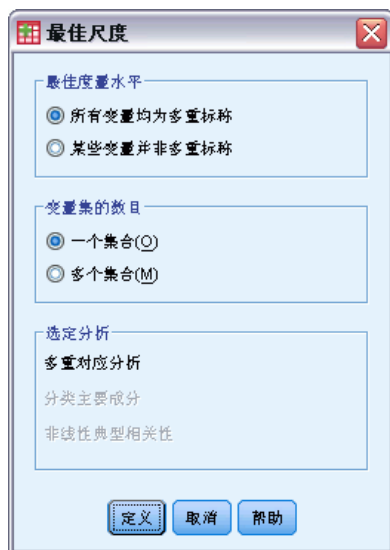 最佳尺度
最佳度量水平
所有变量均为多重标称
某些变量并非多重标称
变量集的数目
一个集合(O)
多个集合(M)
选定分析
多重对应分析
分类主要成分
非线性典型相关性
定义 取消 帮助